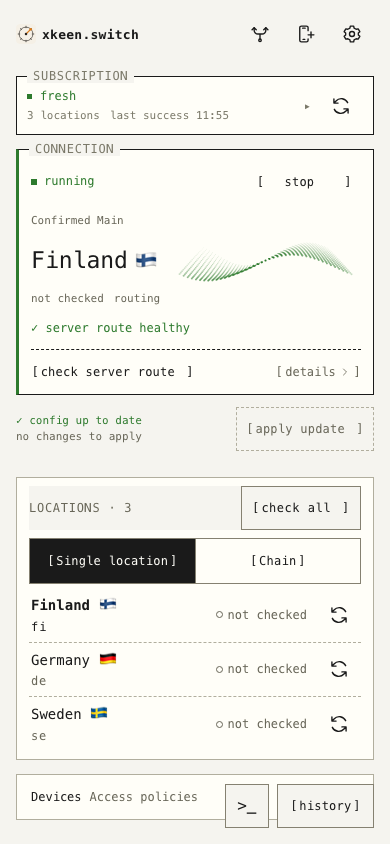 xkeen.switch
SUBSCRIPTION
fresh
3 locations last success 11:55
CONNECTION
running
[ stop ]
Confirmed Main
Finland
not checked routing
✓ server route healthy
[check server route ]
[details > ]
✓ config up to date
no changes to apply
[apply update ]
LOCATIONS · 3
[check all ]
[Single location]
[Chain]
Finland
fi
not checked
Germany
de
not checked
Sweden
se
not checked
Devices Access policies
>_
[history]